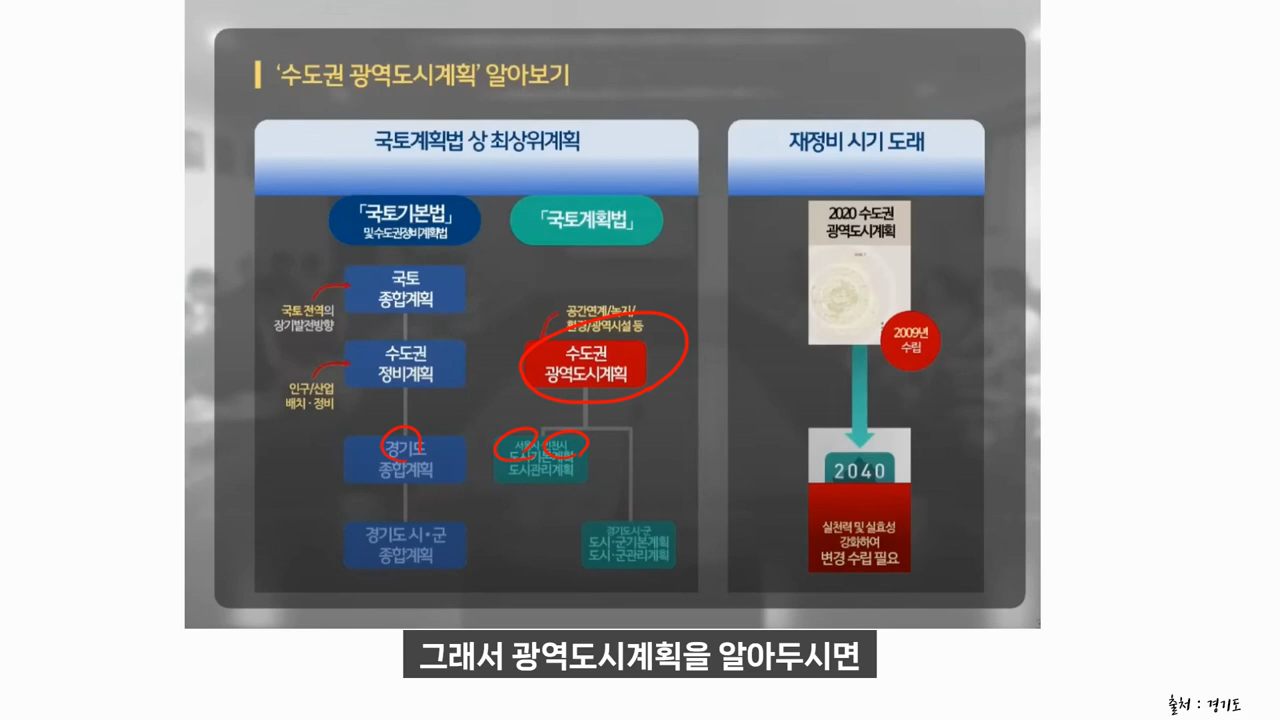 '수도권 광역도시계획' 알아보기
국토계획법 상 최상위계획
「국토기본법」
및 수도권정비계획법
「국토계획법」
국토
종합계획
국토 전역의
장기발전방향
공간연계/녹지/
환경/광역시설 등
수도권
정비계획
인구/산업
배치·정비
수도권
광역도시계획
경기도
종합계획
서울시·인천시
도시기본계획
도시관리계획
경기도 시·군
종합계획
경기도 시·군
도시·군기본계획
도시·군관리계획
재정비 시기 도래
2020 수도권
광역도시계획
2009년
수립
2040
실천력 및 실효성
강화하여
변경 수립 필요
그래서 광역도시계획을 알아두시면
출처 : 경기도